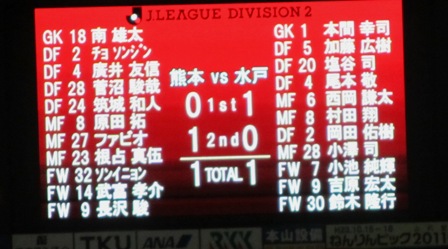 J.LEAGUE DIVISION 2
GK 18 南 雄太
DF 2 チョ ソンジン
DF 4 廣井 友信
DF 28 菅沼 駿哉
DF 24 筑城 和人
MF 8 原田 拓
MF 27 ファビオ
MF 23 根占 真伍
FW 32 ソンイニョン
FW 14 武富 孝介
FW 9 長沢 駿
熊本 vs 水戸
0 1st 1
1 2nd 0
1 TOTAL 1
GK 1 本間 幸司
DF 5 加藤 広樹
DF 20 塩谷 司
DF 4 尾本 敬
MF 6 西岡 謙太
MF 8 村田 翔
DF 2 岡田 佑樹
MF 28 小澤 司
FW 7 小池 純輝
FW 9 吉原 宏太
FW 30 鈴木 隆行
TKU
ANA
RKK
本山設備